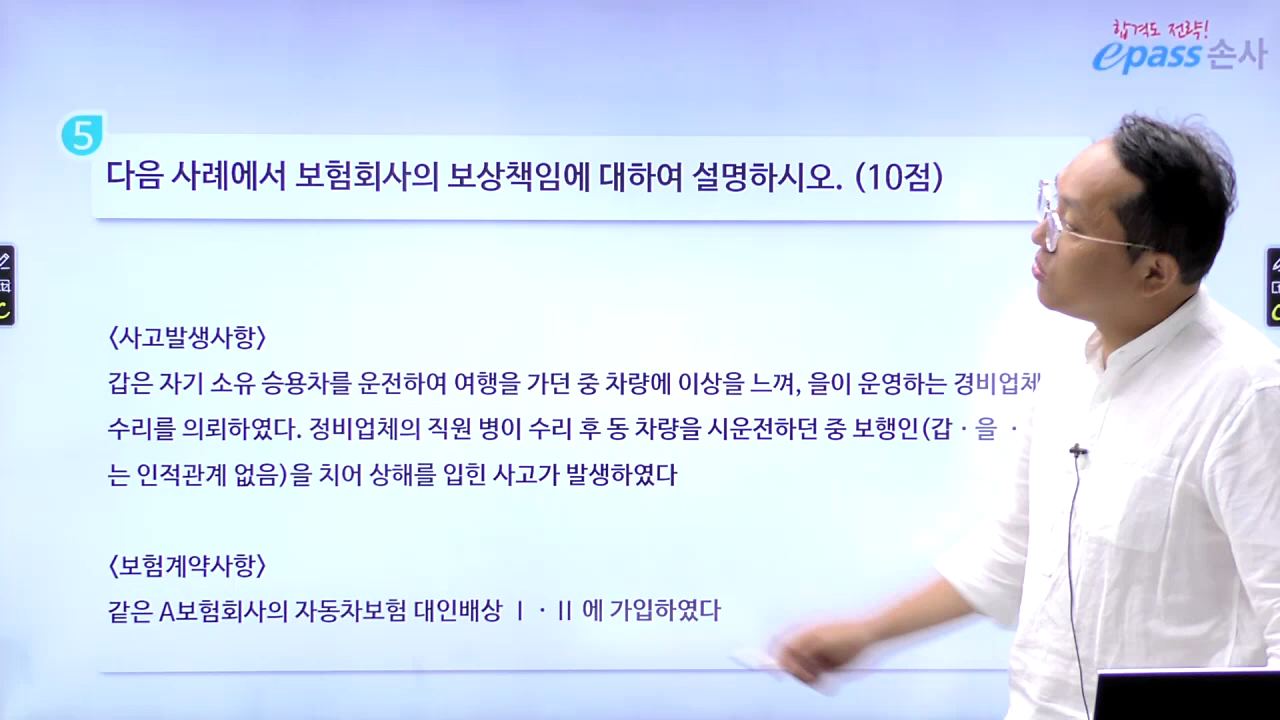 합격도 전략!
epass 손사
5
다음 사례에서 보험회사의 보상책임에 대하여 설명하시오. (10점)
〈사고발생사항〉
갑은 자기 소유 승용차를 운전하여 여행을 가던 중 차량에 이상을 느껴, 을이 운영하는 경비업체
수리를 의뢰하였다. 정비업체의 직원 병이 수리 후 동 차량을 시운전하던 중 보행인(갑 · 을 ·
는 인적관계 없음)을 치어 상해를 입힌 사고가 발생하였다
〈보험계약사항〉
같은 A보험회사의 자동차보험 대인배상 Ⅰ · Ⅱ 에 가입하였다